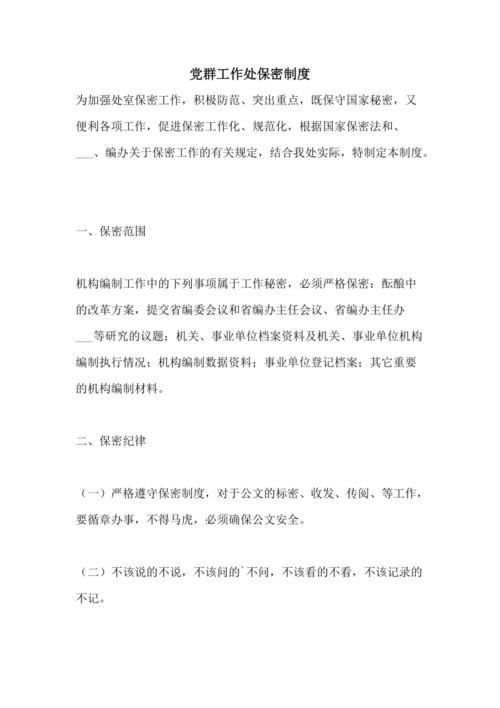 党群工作处保密制度
为加强处室保密工作，积极防范、突出重点，既保守国家秘密，又
便利各项工作，促进保密工作化、规范化，根据国家保密法和、
___、编办关于保密工作的有关规定，结合我处实际，特制定本制度。
一、保密范围
机构编制工作中的下列事项属于工作秘密，必须严格保密：酝酿中
的改革方案，提交省编委会议和省编办主任会议、省编办主任办
___等研究的议题；机关、事业单位档案资料及机关、事业单位机构
编制执行情况；机构编制数据资料；事业单位登记档案；其它重要
的机构编制材料。
二、保密纪律
（一）严格遵守保密制度，对于公文的标密、收发、传阅、等工作，
要循章办事，不得马虎，必须确保公文安全。
（二）不该说的不说，不该问的`不问，不该看的不看，不该记录的
不记。